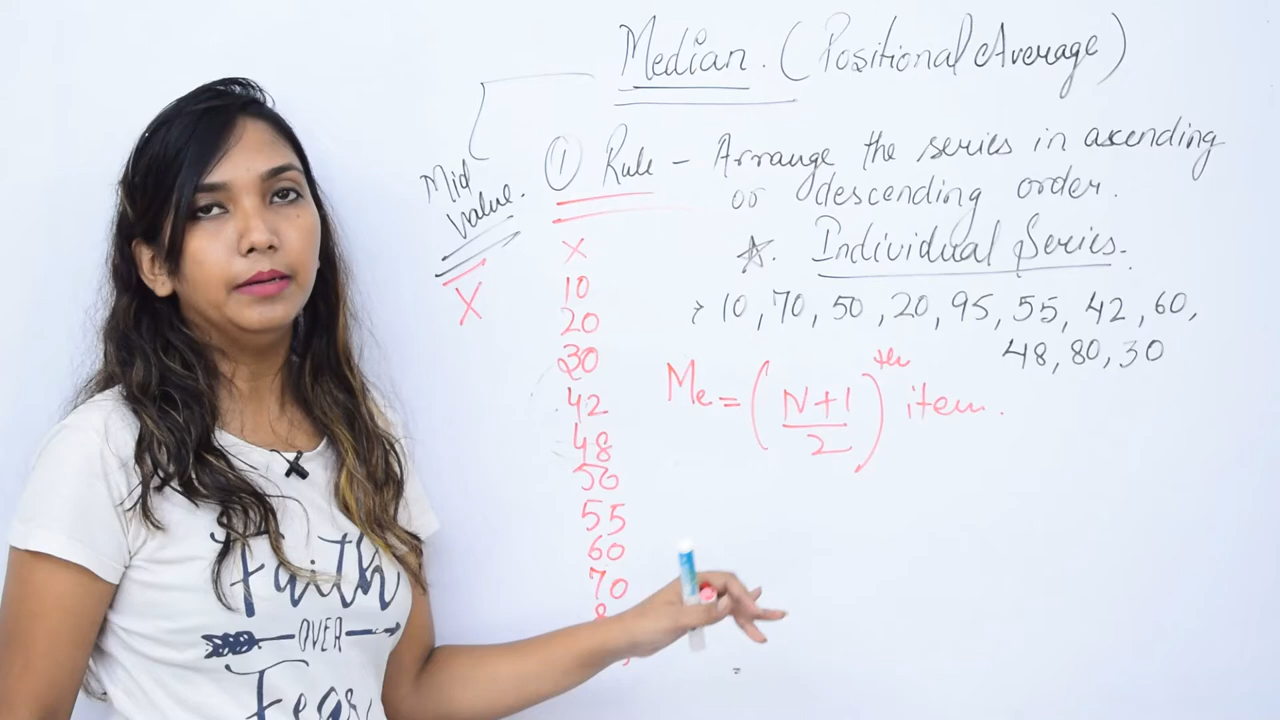 Median. (Positional Average)
Mid
Value.
X
① Rule - Arrange the series in ascending
or descending order.
☆. Individual Series.
10, 70, 50, 20, 95, 55, 42, 60,
48, 80, 30
X
10
20
30
42
48
50
55
60
70
8
Me = (N+1/2)th item.
Faith
OVER
Fear